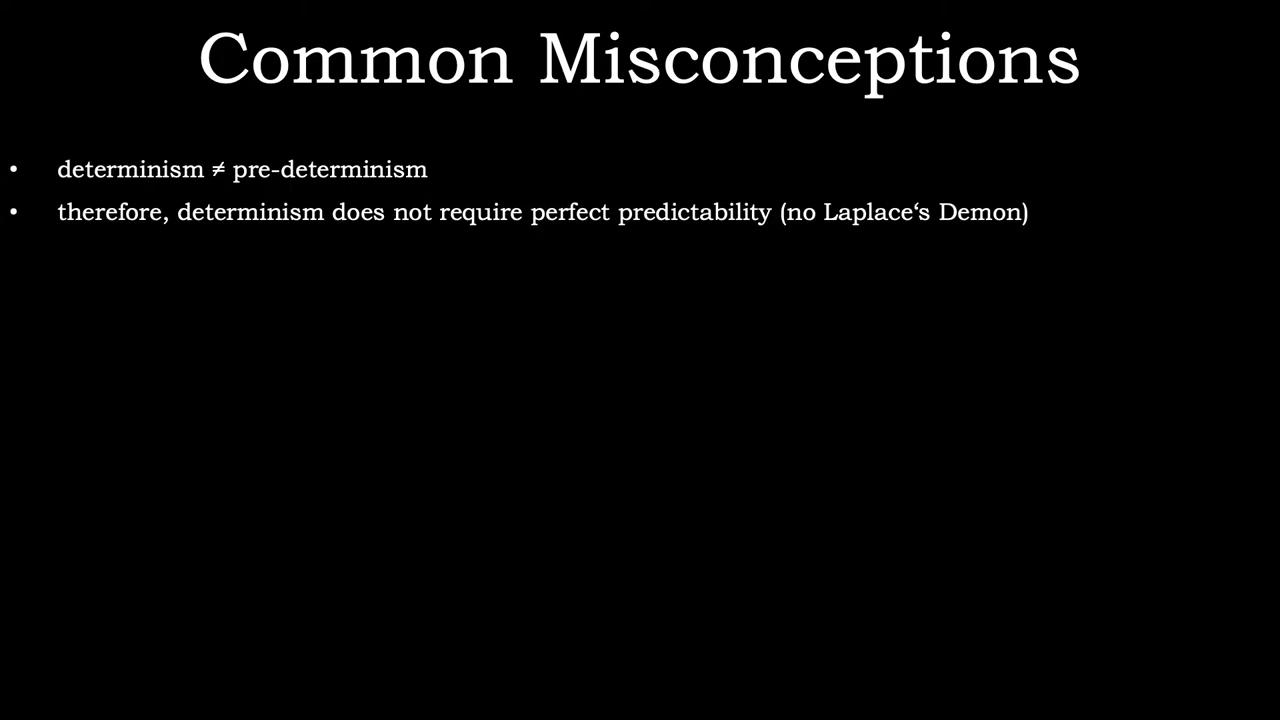 Common Misconceptions
• determinism ≠ pre-determinism
• therefore, determinism does not require perfect predictability (no Laplace‘s Demon)